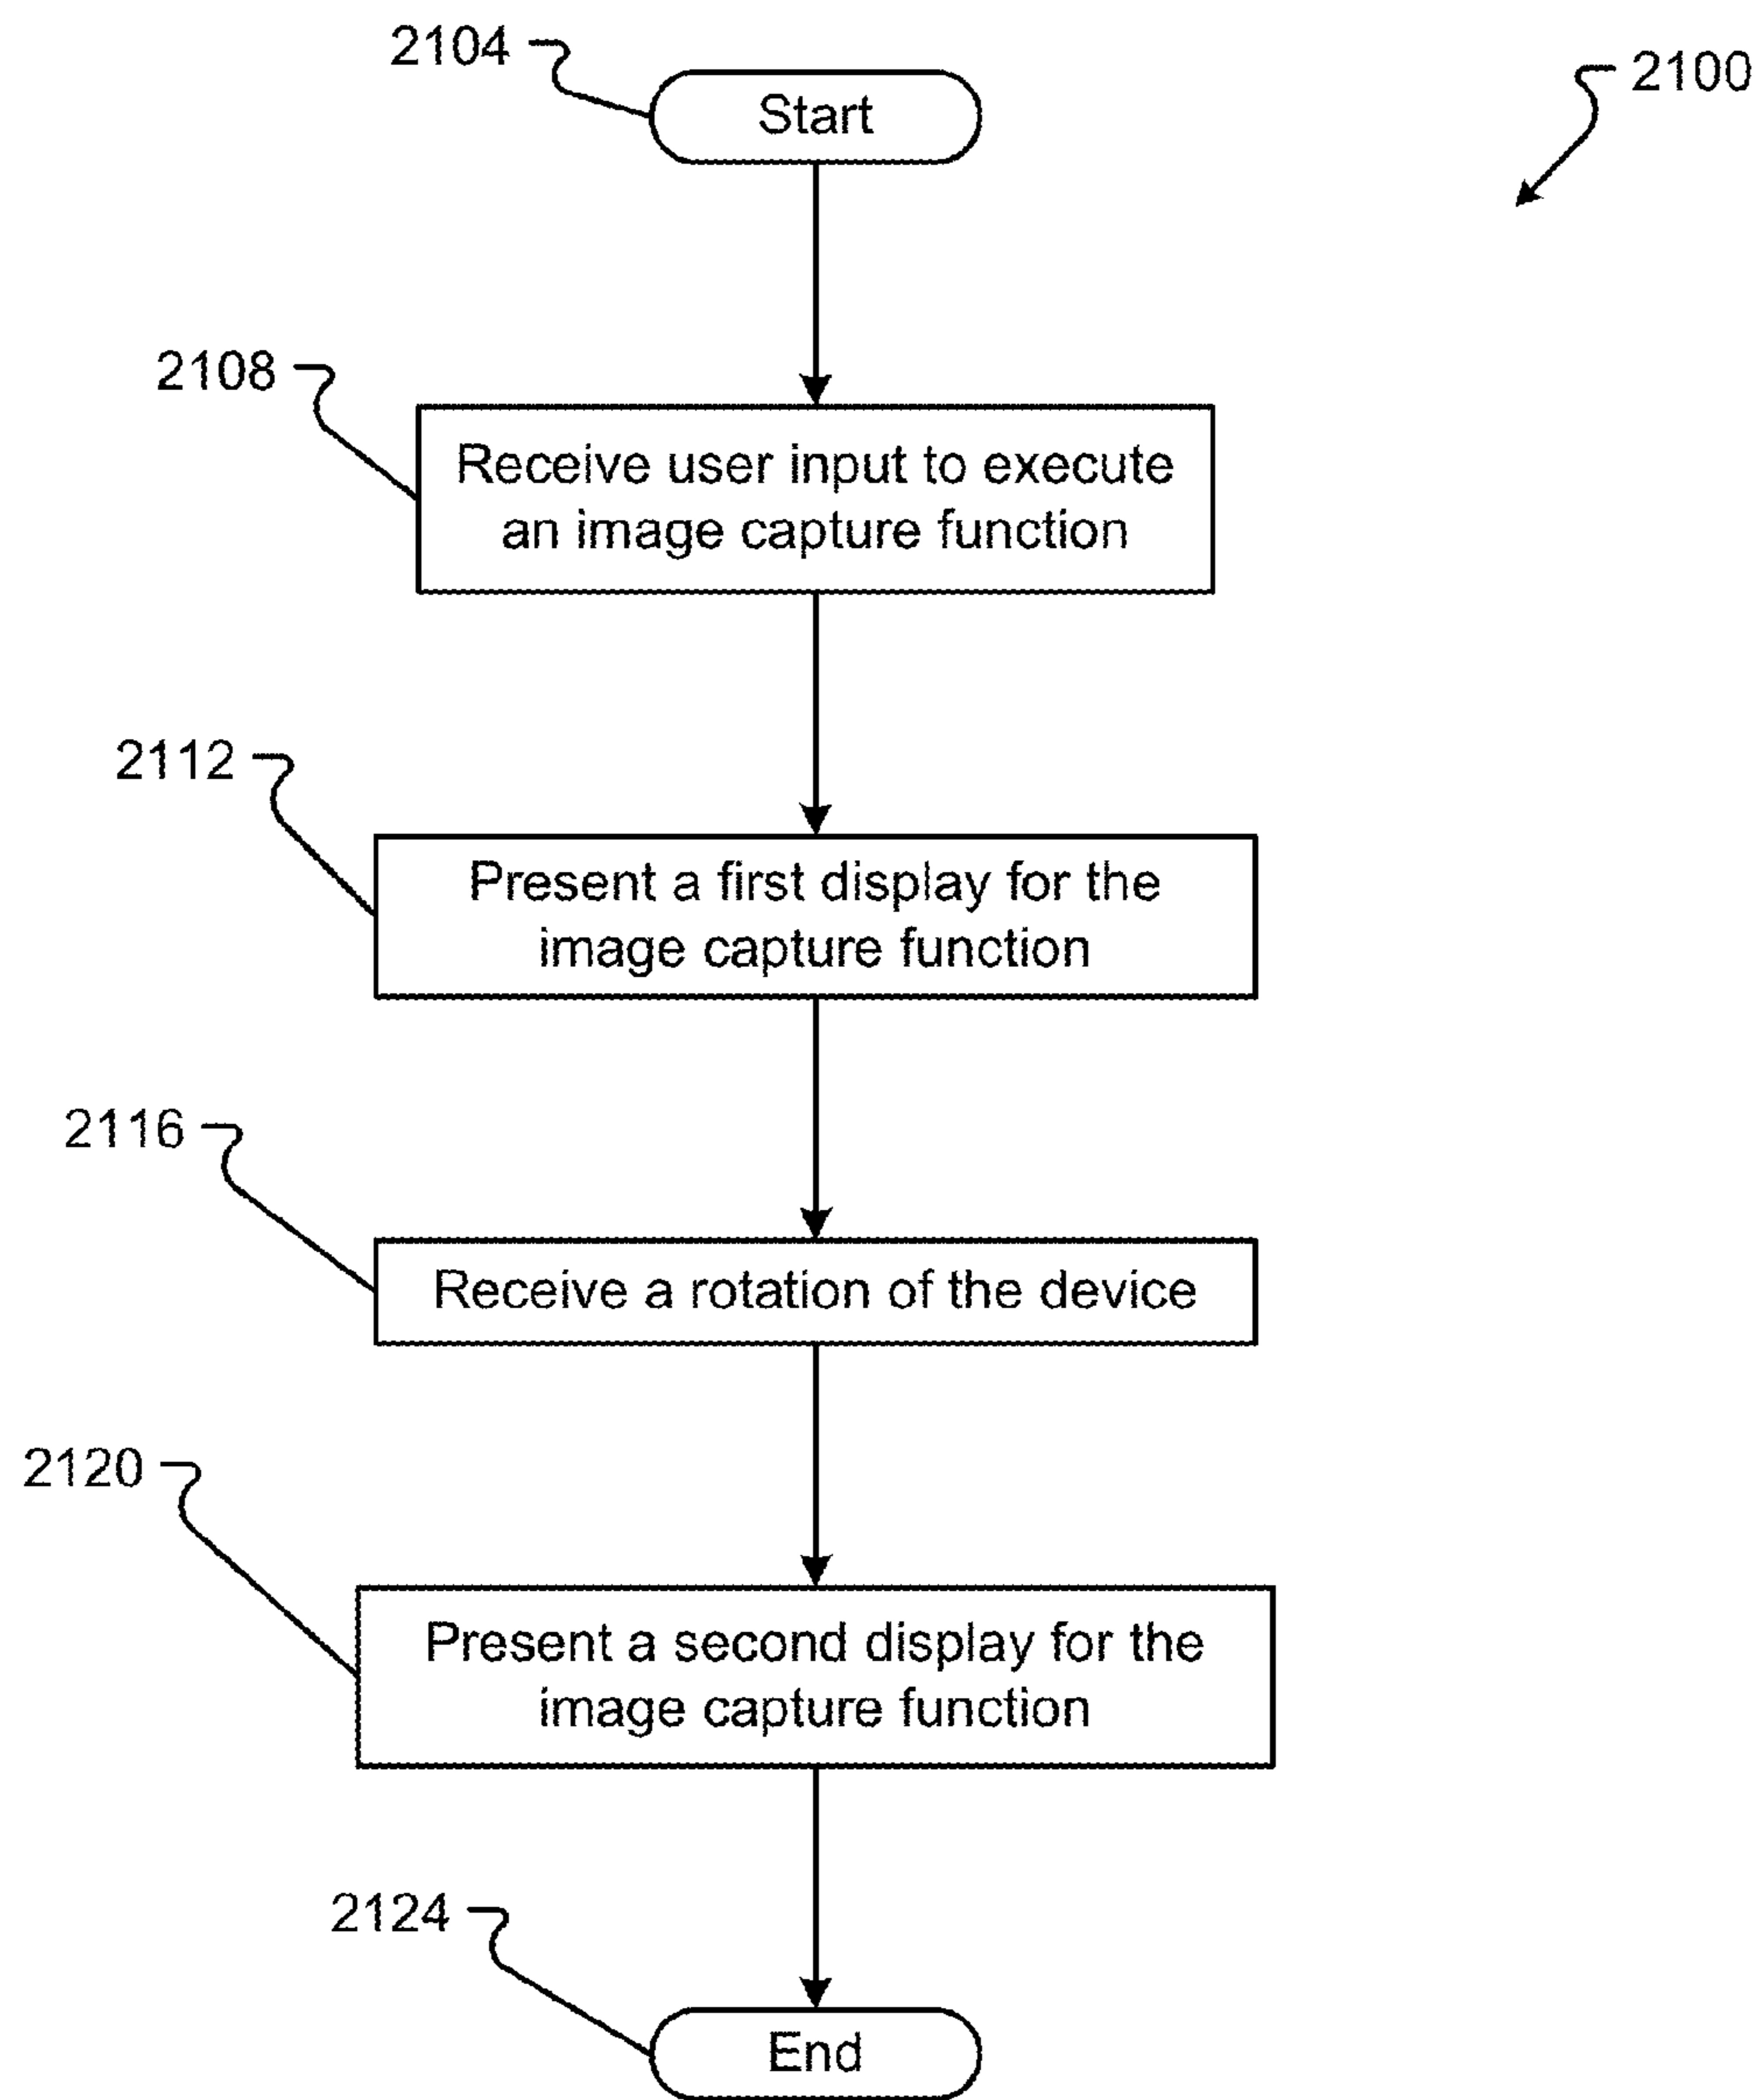 2104
Start
2100
2108
Receive user input to execute
an image capture function
2112
Present a first display for the
image capture function
2116
Receive a rotation of the device
2120
Present a second display for the
image capture function
2124
End